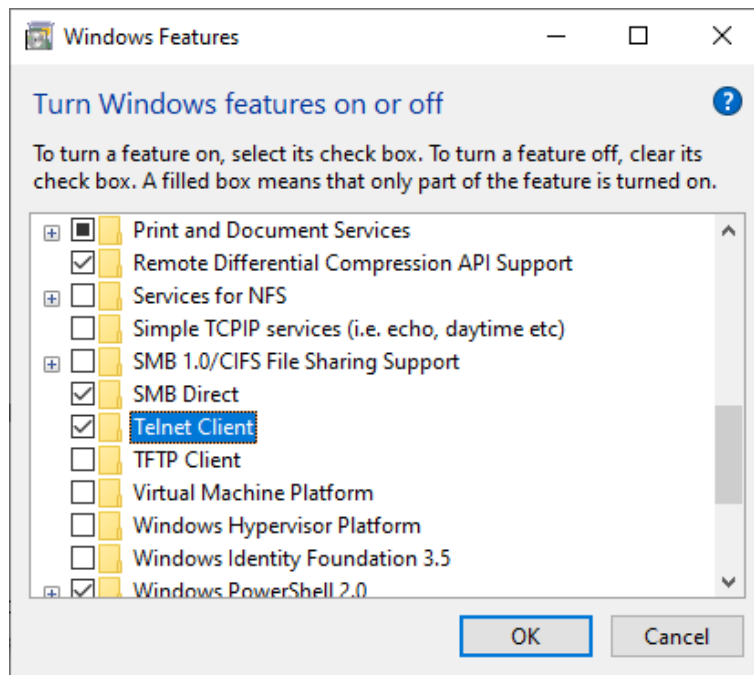 Windows Features
Turn Windows features on or off
To turn a feature on, select its check box. To turn a feature off, clear its
check box. A filled box means that only part of the feature is turned on.
Print and Document Services
Remote Differential Compression API Support
Services for NFS
Simple TCPIP services (i.e. echo, daytime etc)
SMB 1.0/CIFS File Sharing Support
SMB Direct
Telnet Client
TFTP Client
Virtual Machine Platform
Windows Hypervisor Platform
Windows Identity Foundation 3.5
Windows PowerShell 2.0
OK Cancel